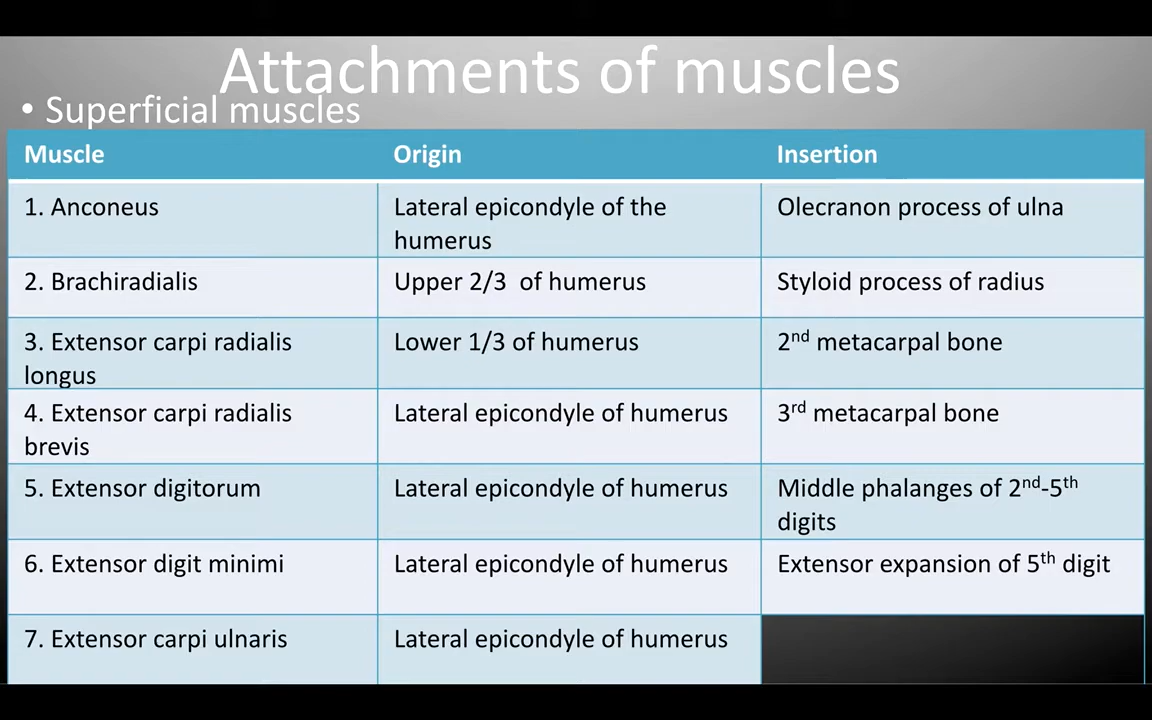 Attachments of muscles
• Superficial muscles
Muscle Origin Insertion
1. Anconeus Lateral epicondyle of the Olecranon process of ulna
humerus
2. Brachiradialis Upper 2/3 of humerus Styloid process of radius
3. Extensor carpi radialis Lower 1/3 of humerus 2nd metacarpal bone
longus
4. Extensor carpi radialis Lateral epicondyle of humerus 3rd metacarpal bone
brevis
5. Extensor digitorum Lateral epicondyle of humerus Middle phalanges of 2nd-5th
digits
6. Extensor digit minimi Lateral epicondyle of humerus Extensor expansion of 5th digit
7. Extensor carpi ulnaris Lateral epicondyle of humerus